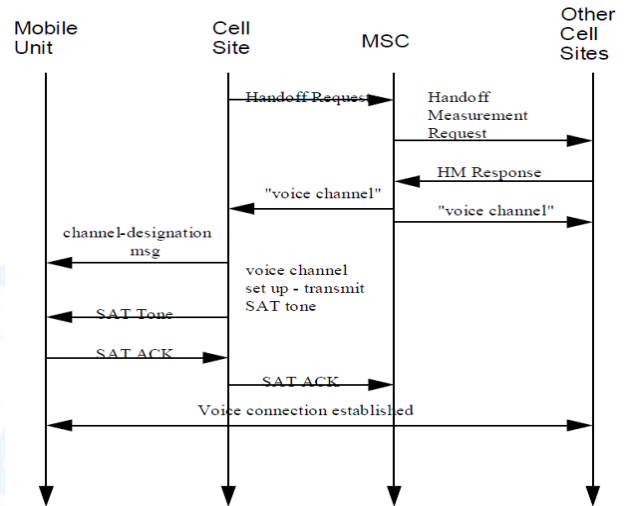 Mobile
Unit
Cell
Site
MSC
Other
Cell
Sites
Handoff Request
Handoff
Measurement
Request
HM Response
"voice channel"
"voice channel"
channel-designation
msg
voice channel
set up - transmit
SAT tone
SAT Tone
SAT ACK
SAT ACK
Voice connection established